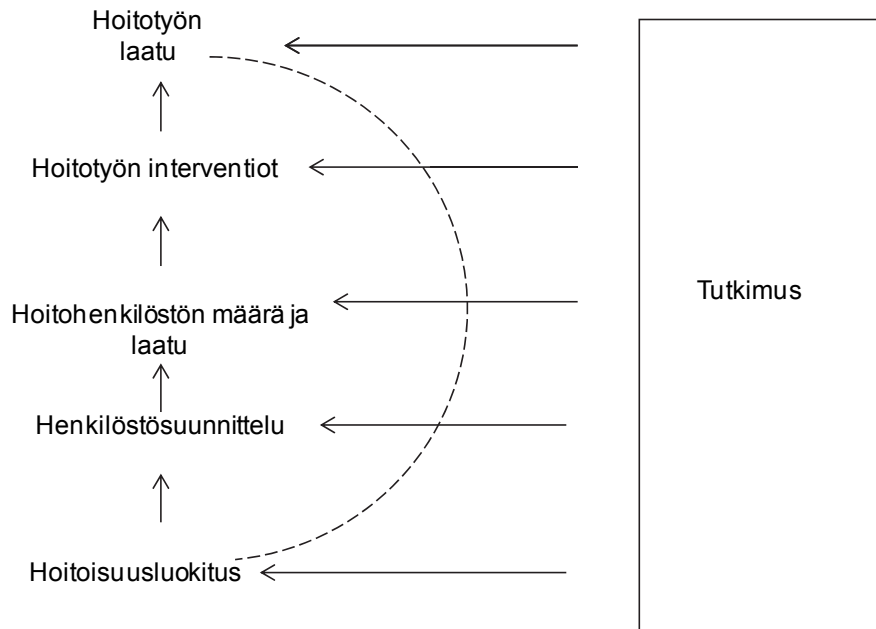 Hoitotyön
laatu
Hoitotyön interventiot
Hoitohenkilöstön määrä ja
laatu
Henkilöstösuunnittelu
Hoitoisuusluokitus
Tutkimus